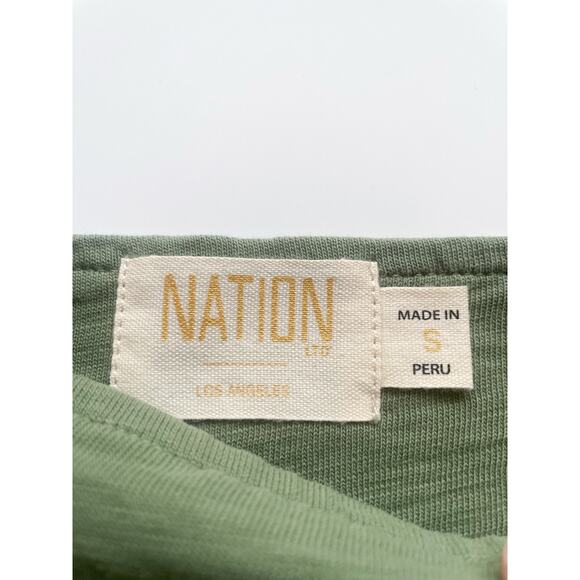 NATION
LTD
LOS ANGELES
MADE IN
S
PERU